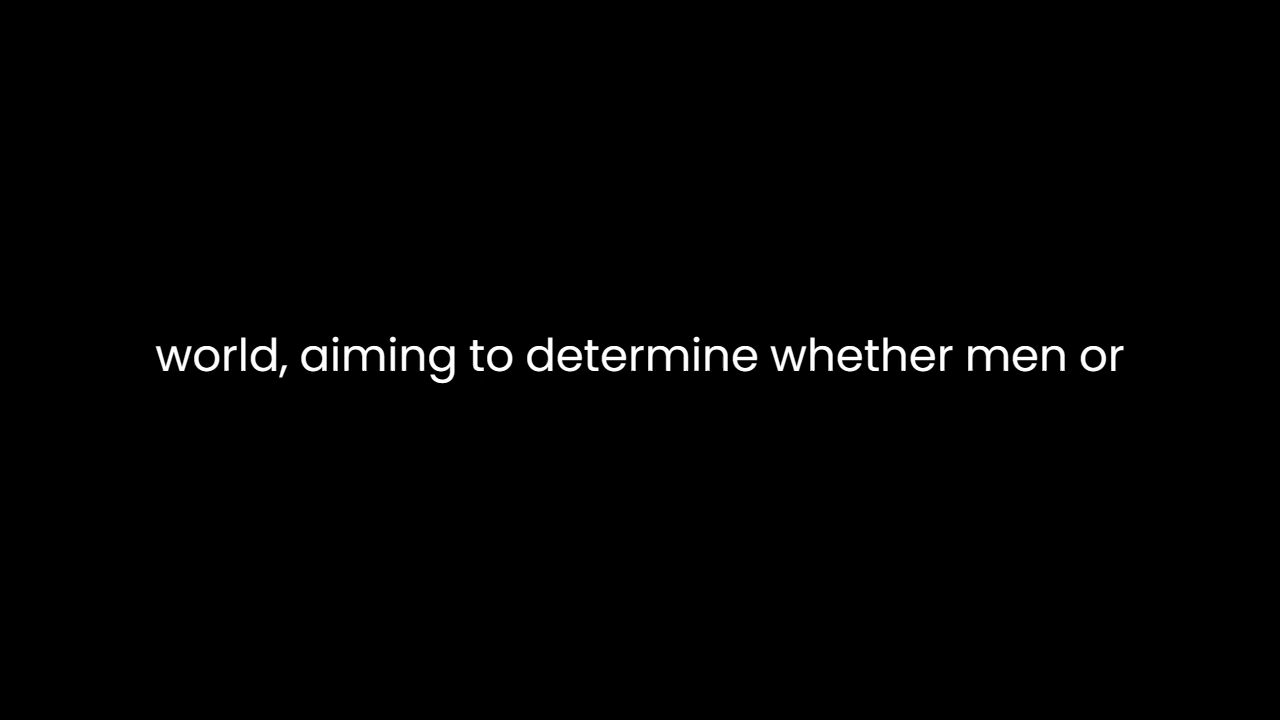 world, aiming to determine whether men or